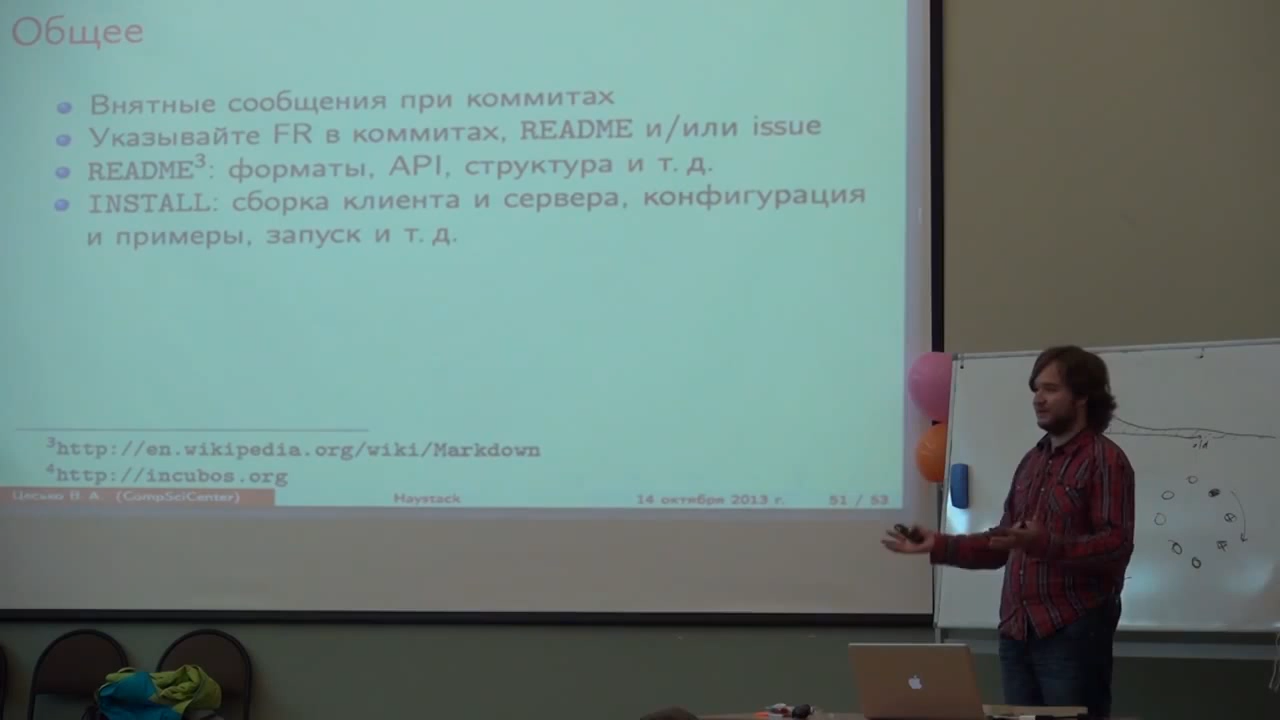 Общее
Внятные сообщения при коммитах
Указывайте FR в коммитах, README и/или issue
README³: форматы, API, структура и т. д.
INSTALL: сборка клиента и сервера, конфигурация
и примеры, запуск и т. д.
³http://en.wikipedia.org/wiki/Markdown
⁴http://incubos.org
Цесько В. А. (CompSciCenter) Haystack 14 октября 2013 г. 51 / 53